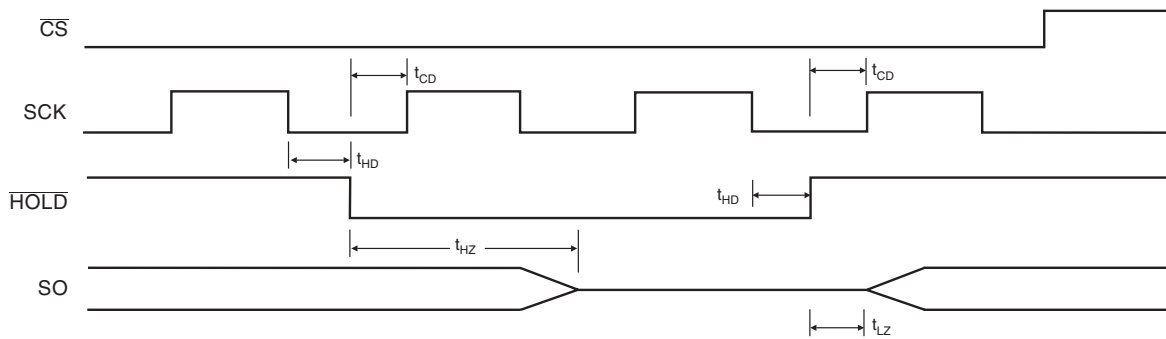 CS
t_CD t_CD
SCK
t_HD
HOLD
t_HD
t_HZ
SO
t_LZ